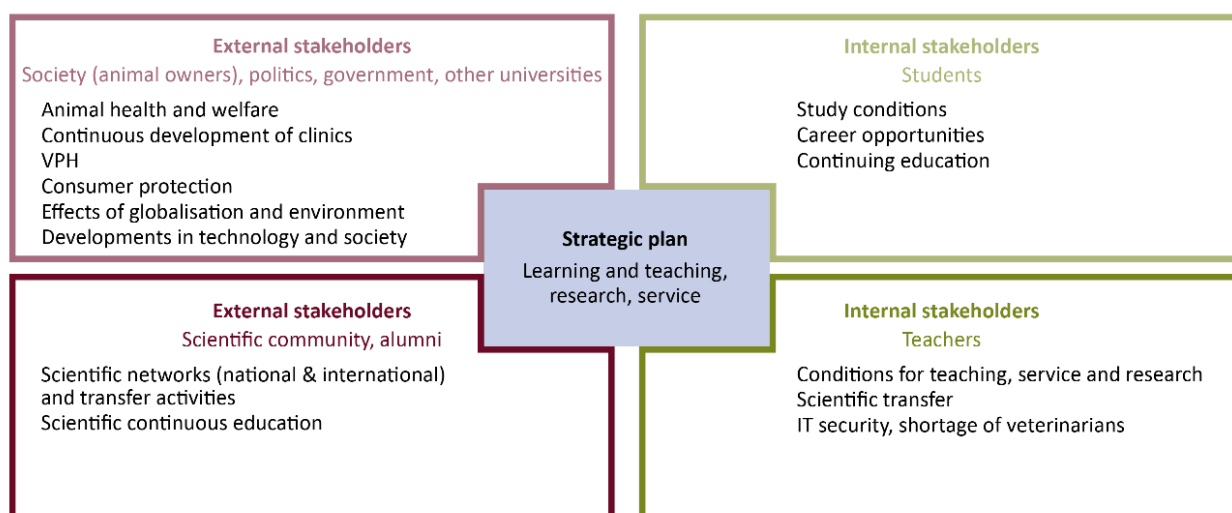 External stakeholders
Society (animal owners), politics, government, other universities
Animal health and welfare
Continuous development of clinics
VPH
Consumer protection
Effects of globalisation and environment
Developments in technology and society
Internal stakeholders
Students
Study conditions
Career opportunities
Continuing education
Strategic plan
Learning and teaching,
research, service
External stakeholders
Scientific community, alumni
Scientific networks (national & international)
and transfer activities
Scientific continuous education
Internal stakeholders
Teachers
Conditions for teaching, service and research
Scientific transfer
IT security, shortage of veterinarians